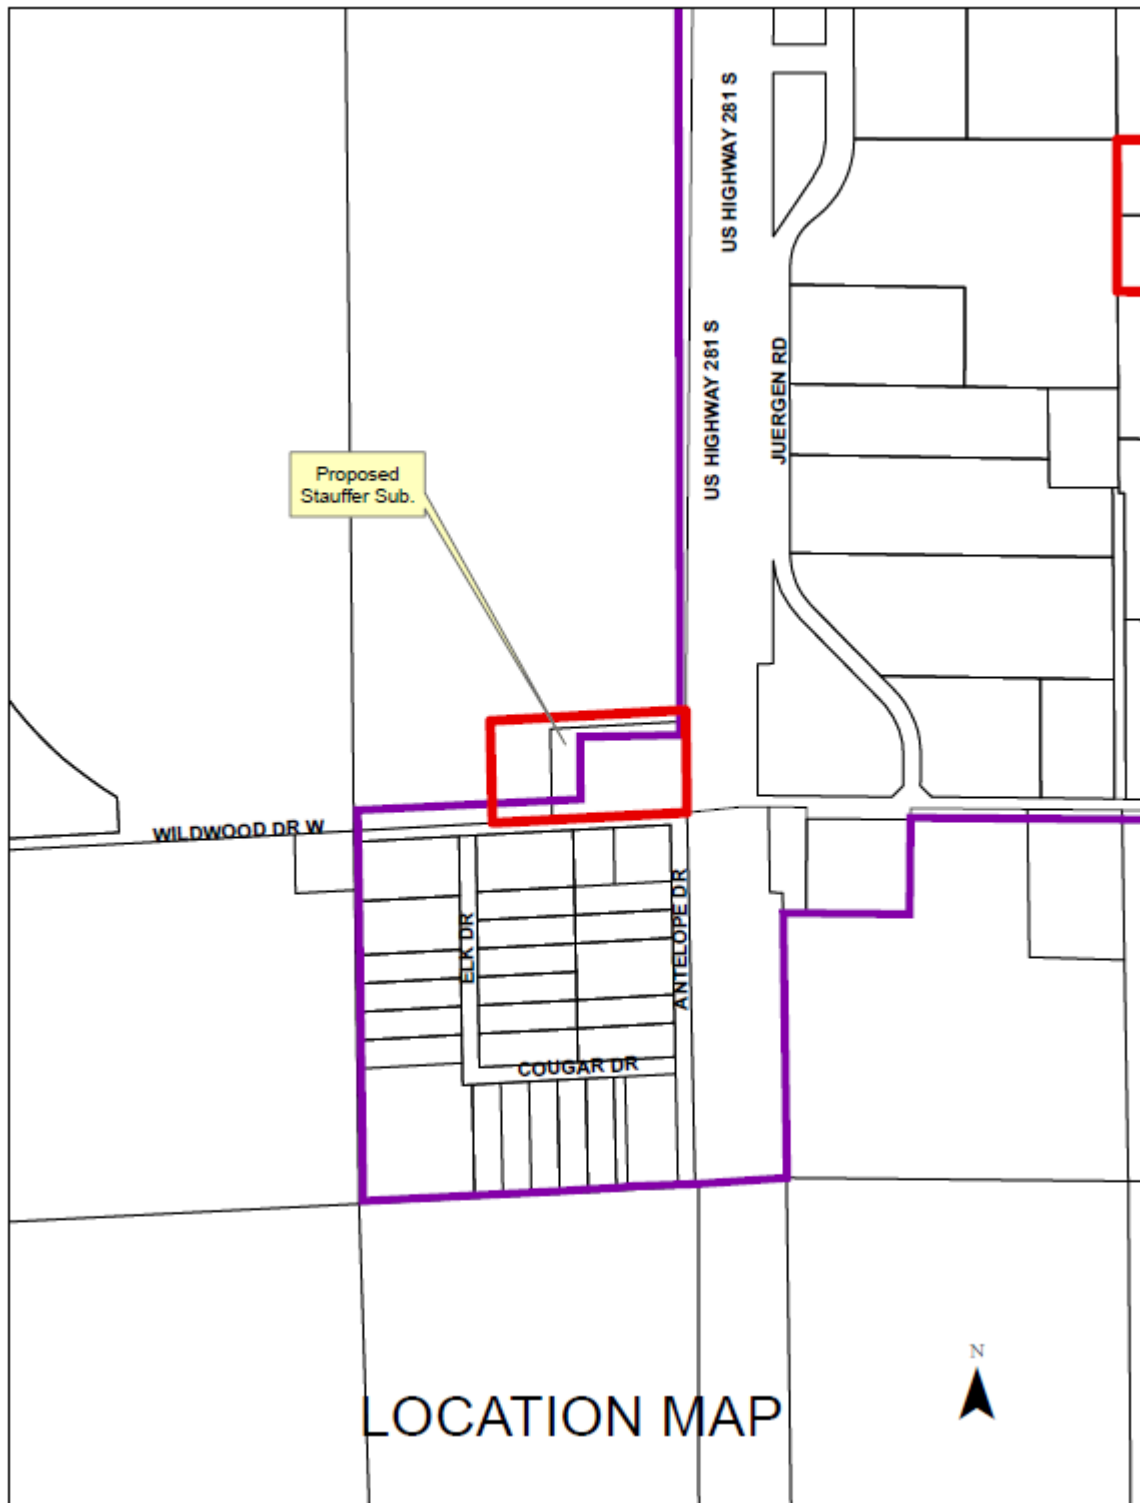 US HIGHWAY 281 S
US HIGHWAY 281 S
JUERGEN RD
Proposed
Stauffer Sub.
WILDWOOD DR W
ELK DR
ANTELOPE DR
COUGAR DR
N
LOCATION MAP